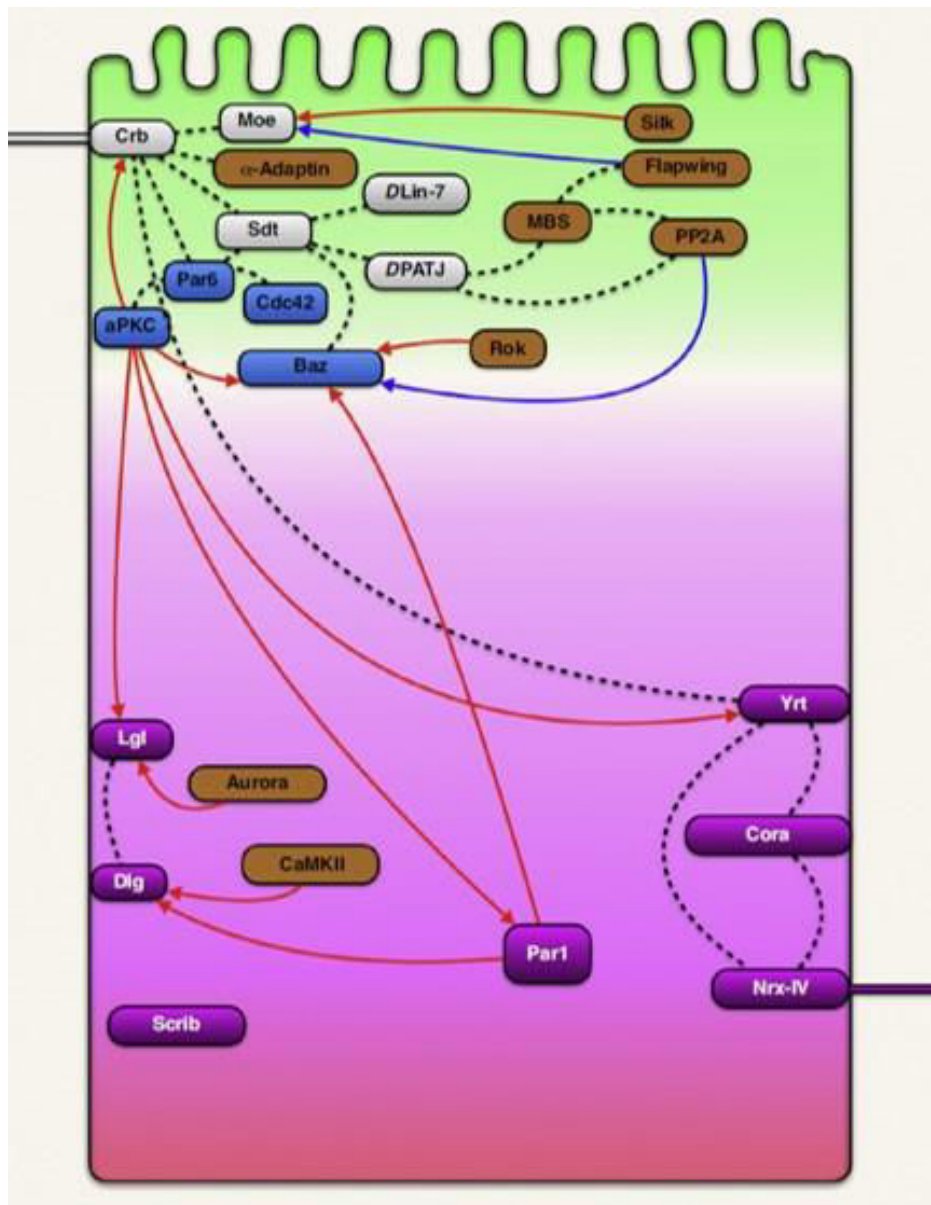 Moe
Silk
Crb
α-Adaptin
Flapwing
DLin-7
MBS
Sdt
PP2A
DPATJ
Par6
Cdc42
aPKC
Rok
Baz
Yrt
Lgl
Aurora
Cora
CaMKII
Dlg
Par1
Nrx-IV
Scrib